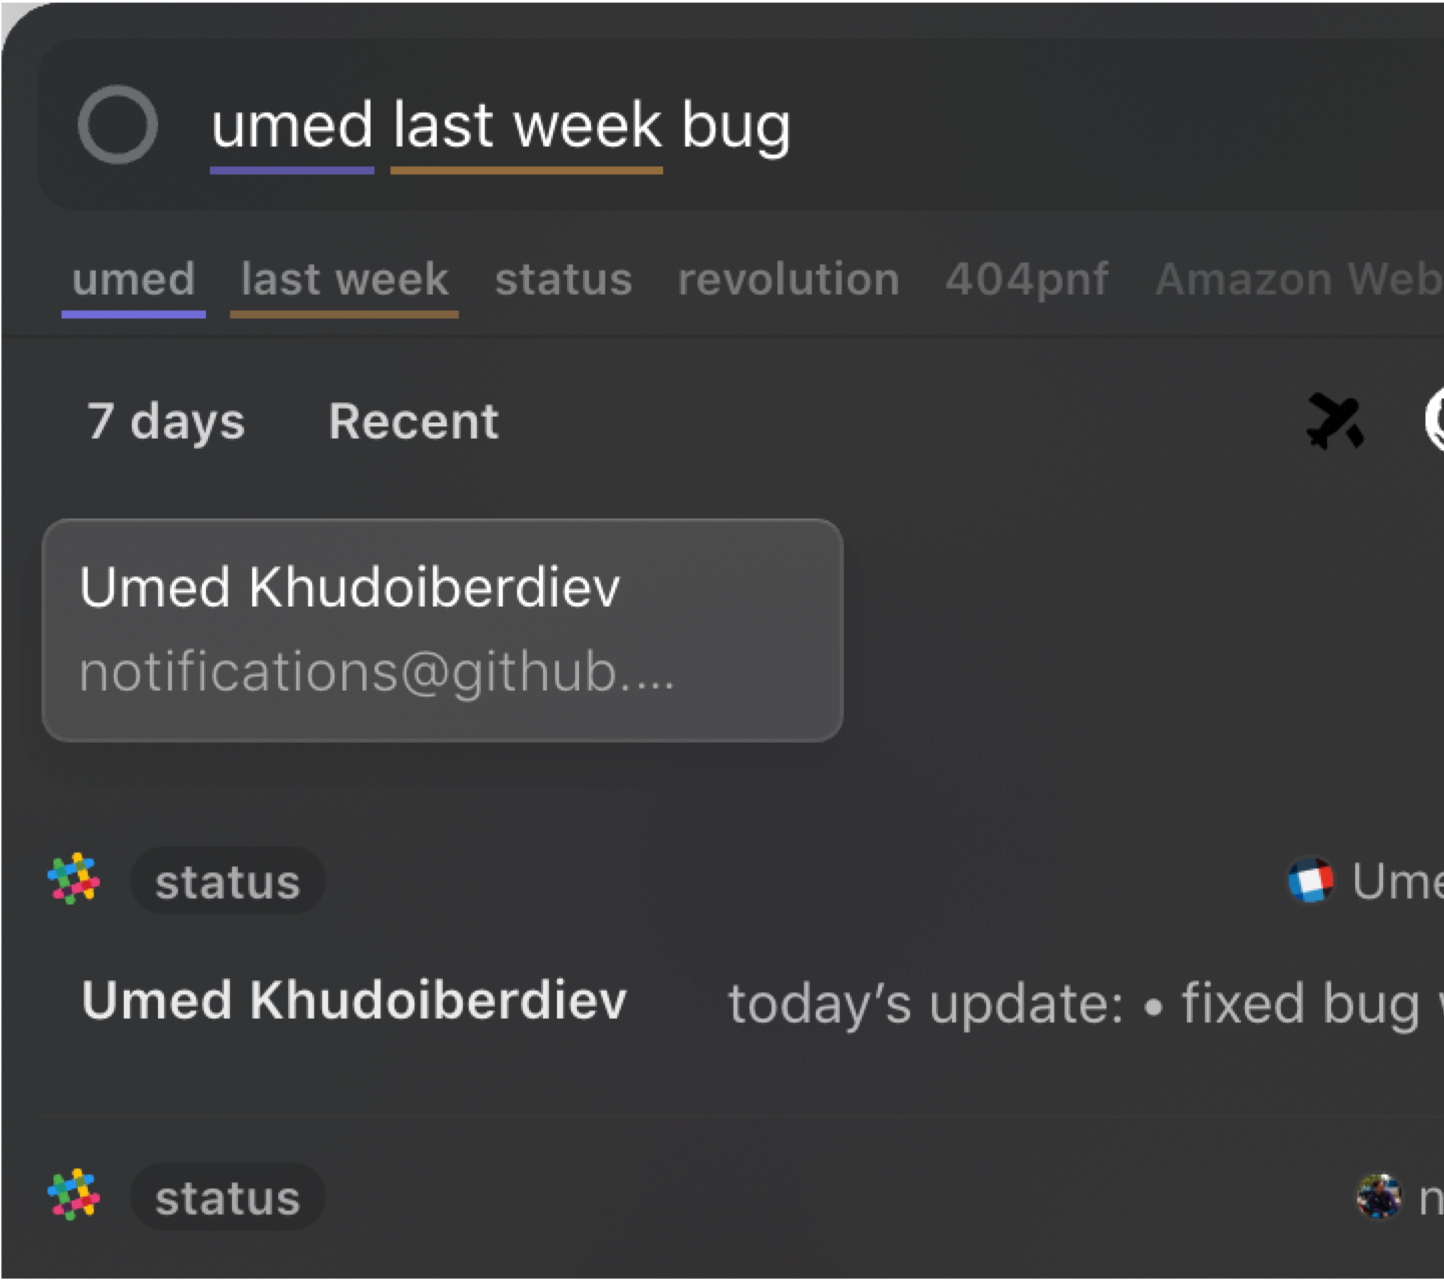 umed last week bug
umed last week status revolution 404pnf Amazon Web
7 days Recent
Umed Khudoiberdiev
notifications@github....
status Ume
Umed Khudoiberdiev today's update: • fixed bug
status n